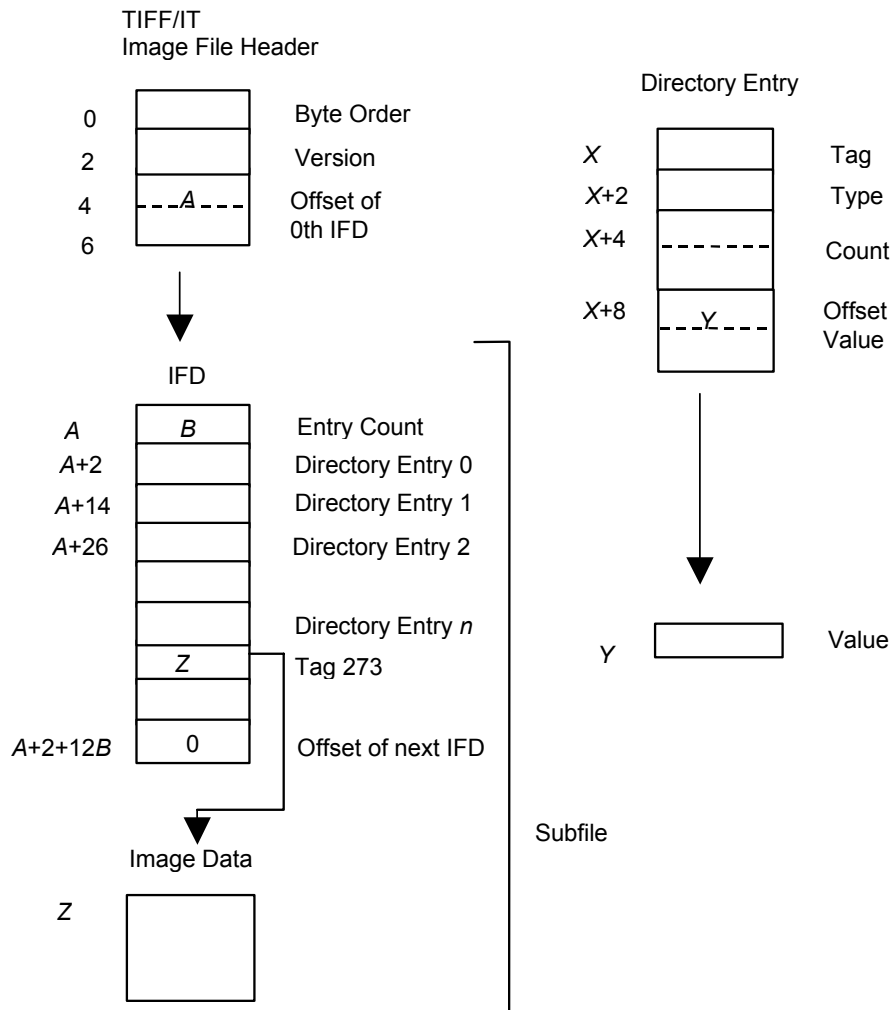 TIFF/IT
Image File Header
0
Byte Order
2
Version
4
A
Offset of
0th IFD
6
IFD
A
B
Entry Count
A+2
Directory Entry 0
A+14
Directory Entry 1
A+26
Directory Entry 2
Directory Entry n
Z
Tag 273
A+2+12B
0
Offset of next IFD
Image Data
Z
Subfile
Directory Entry
X
Tag
X+2
Type
X+4
Count
X+8
Y
Offset
Value
Y
Value